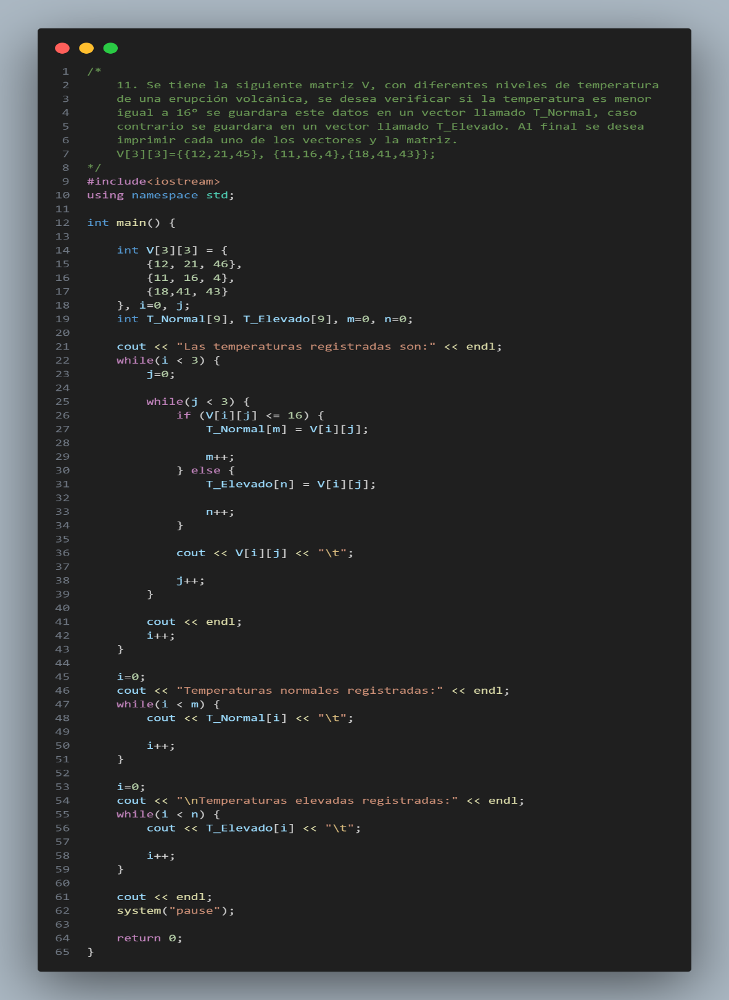 1 /*
2 11. Se tiene la siguiente matriz V, con diferentes niveles de temperatura
3 de una erupción volcánica, se desea verificar si la temperatura es menor
4 igual a 16° se guardara este datos en un vector llamado T_Normal, caso
5 contrario se guardara en un vector llamado T_Elevado. Al final se desea
6 imprimir cada uno de los vectores y la matriz.
7 V[3][3]={{12,21,45}, {11,16,4},{18,41,43}};
8 */
9 #include<iostream>
10 using namespace std;
11
12 int main() {
13
14     int V[3][3] = {
15         {12, 21, 46},
16         {11, 16, 4},
17         {18,41, 43}
18     }, i=0, j;
19     int T_Normal[9], T_Elevado[9], m=0, n=0;
20
21     cout << "Las temperaturas registradas son:" << endl;
22     while(i < 3) {
23         j=0;
24
25         while(j < 3) {
26             if (V[i][j] <= 16) {
27                 T_Normal[m] = V[i][j];
28
29                 m++;
30             } else {
31                 T_Elevado[n] = V[i][j];
32
33                 n++;
34             }
35
36             cout << V[i][j] << "\t";
37
38             j++;
39         }
40
41         cout << endl;
42         i++;
43     }
44
45     i=0;
46     cout << "Temperaturas normales registradas:" << endl;
47     while(i < m) {
48         cout << T_Normal[i] << "\t";
49
50         i++;
51     }
52
53     i=0;
54     cout << "\nTemperaturas elevadas registradas:" << endl;
55     while(i < n) {
56         cout << T_Elevado[i] << "\t";
57
58         i++;
59     }
60
61     cout << endl;
62     system("pause");
63
64     return 0;
65 }